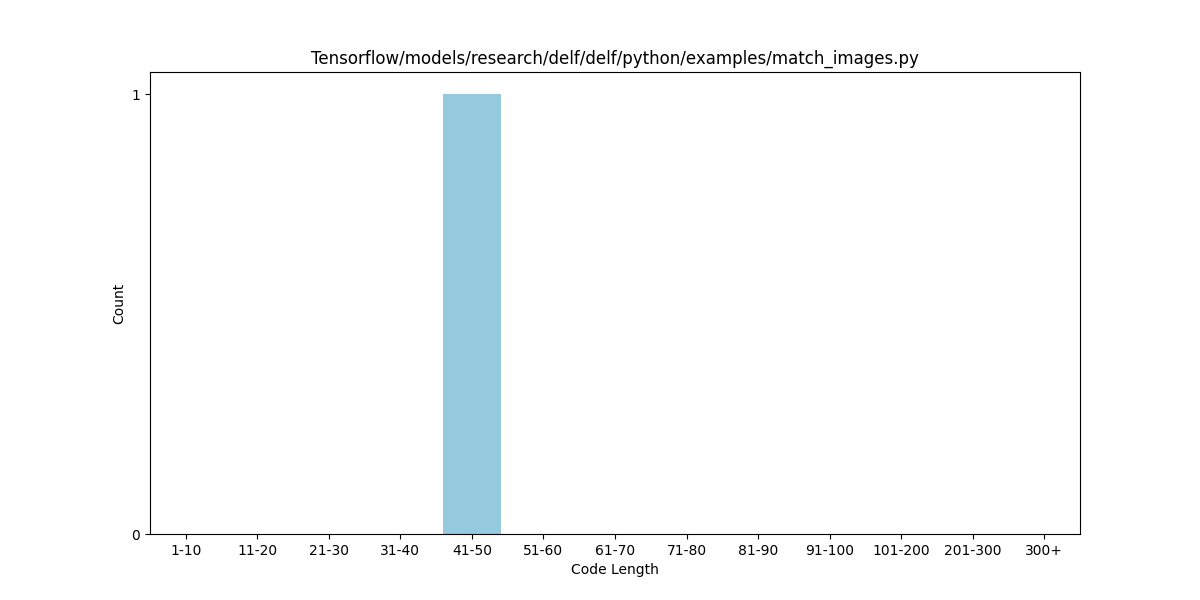 Tensorflow/models/research/delf/delf/python/examples/match_images.py
1
Count
0
1-10 11-20 21-30 31-40 41-50 51-60 61-70 71-80 81-90 91-100 101-200 201-300 300+
Code Length